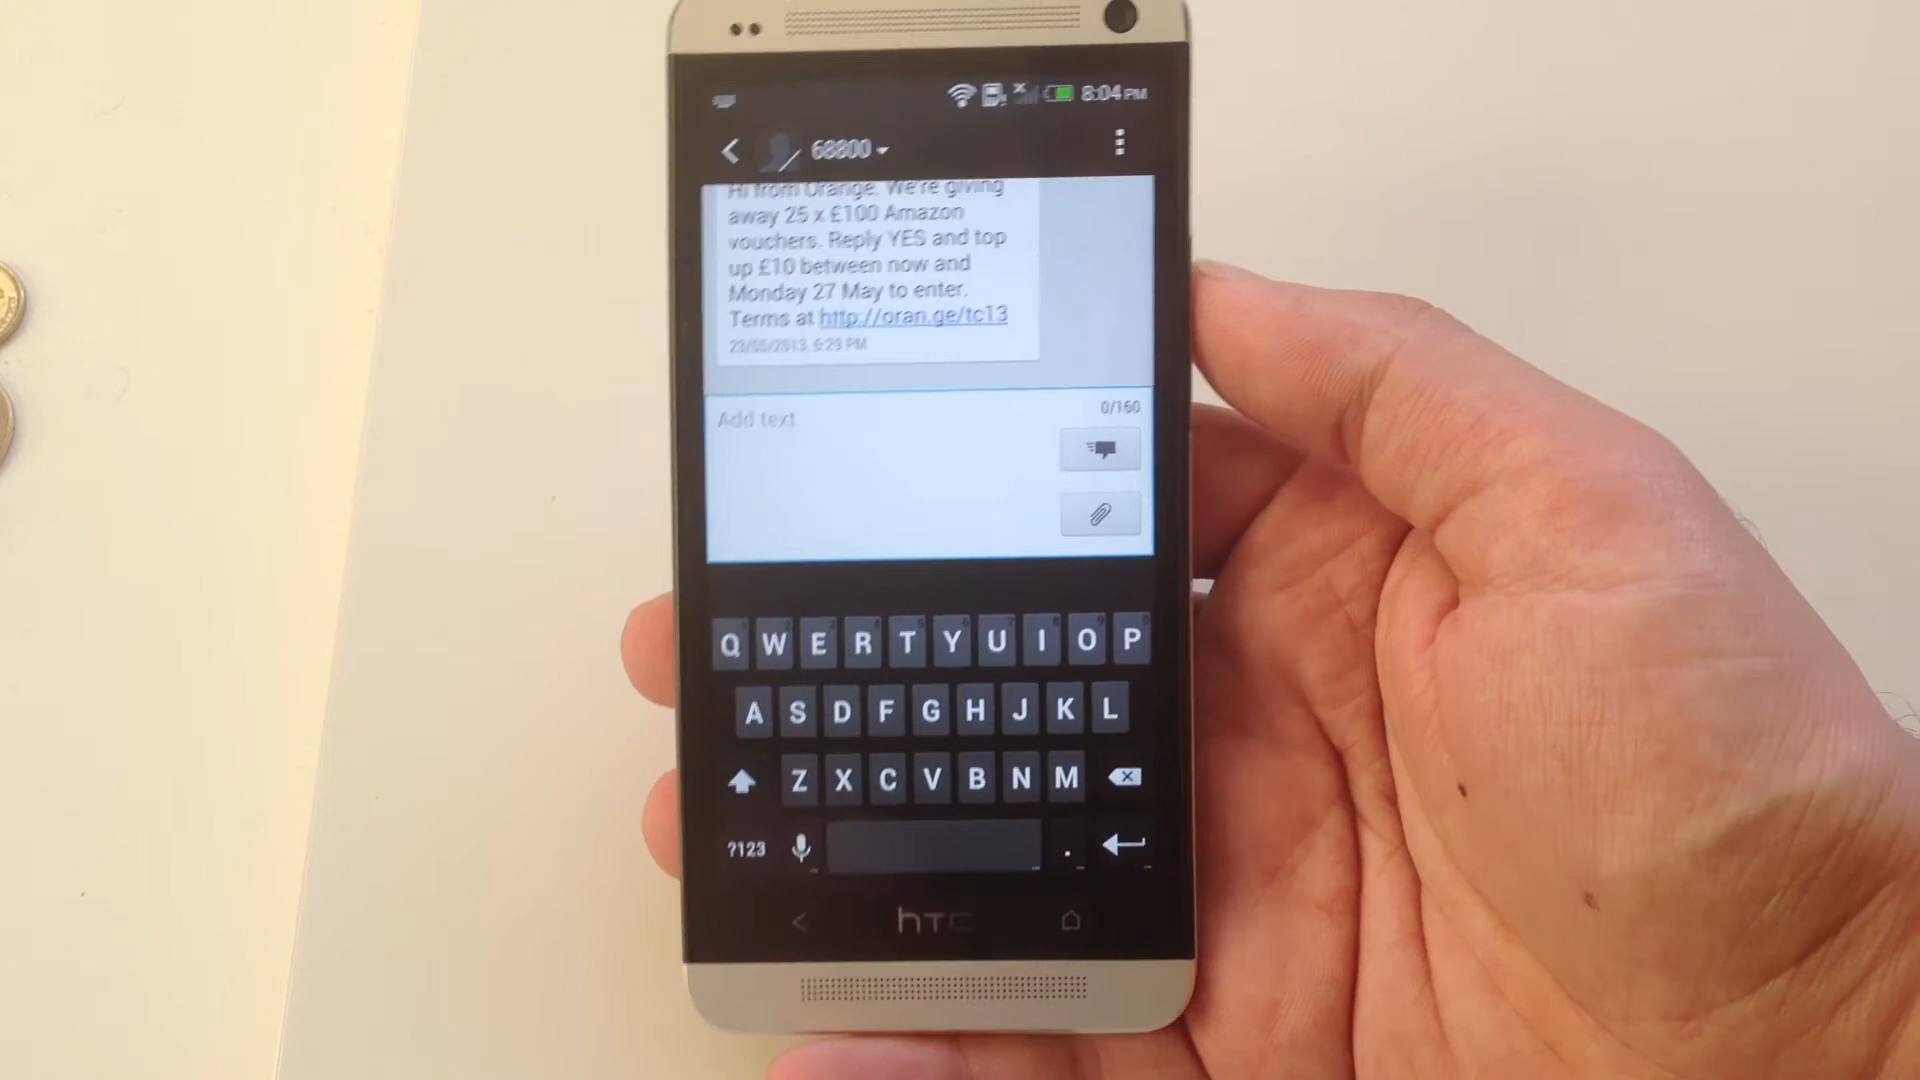 8:04 PM
68800
Hi from Orange. We're giving
away 25 x £100 Amazon
vouchers. Reply YES and top
up £10 between now and
Monday 27 May to enter.
Terms at http://oran.ge/tc13
23/05/2013, 6:29 PM
Add text
0/160
Q W E R T Y U I O P
A S D F G H J K L
Z X C V B N M
?123 .
hTC